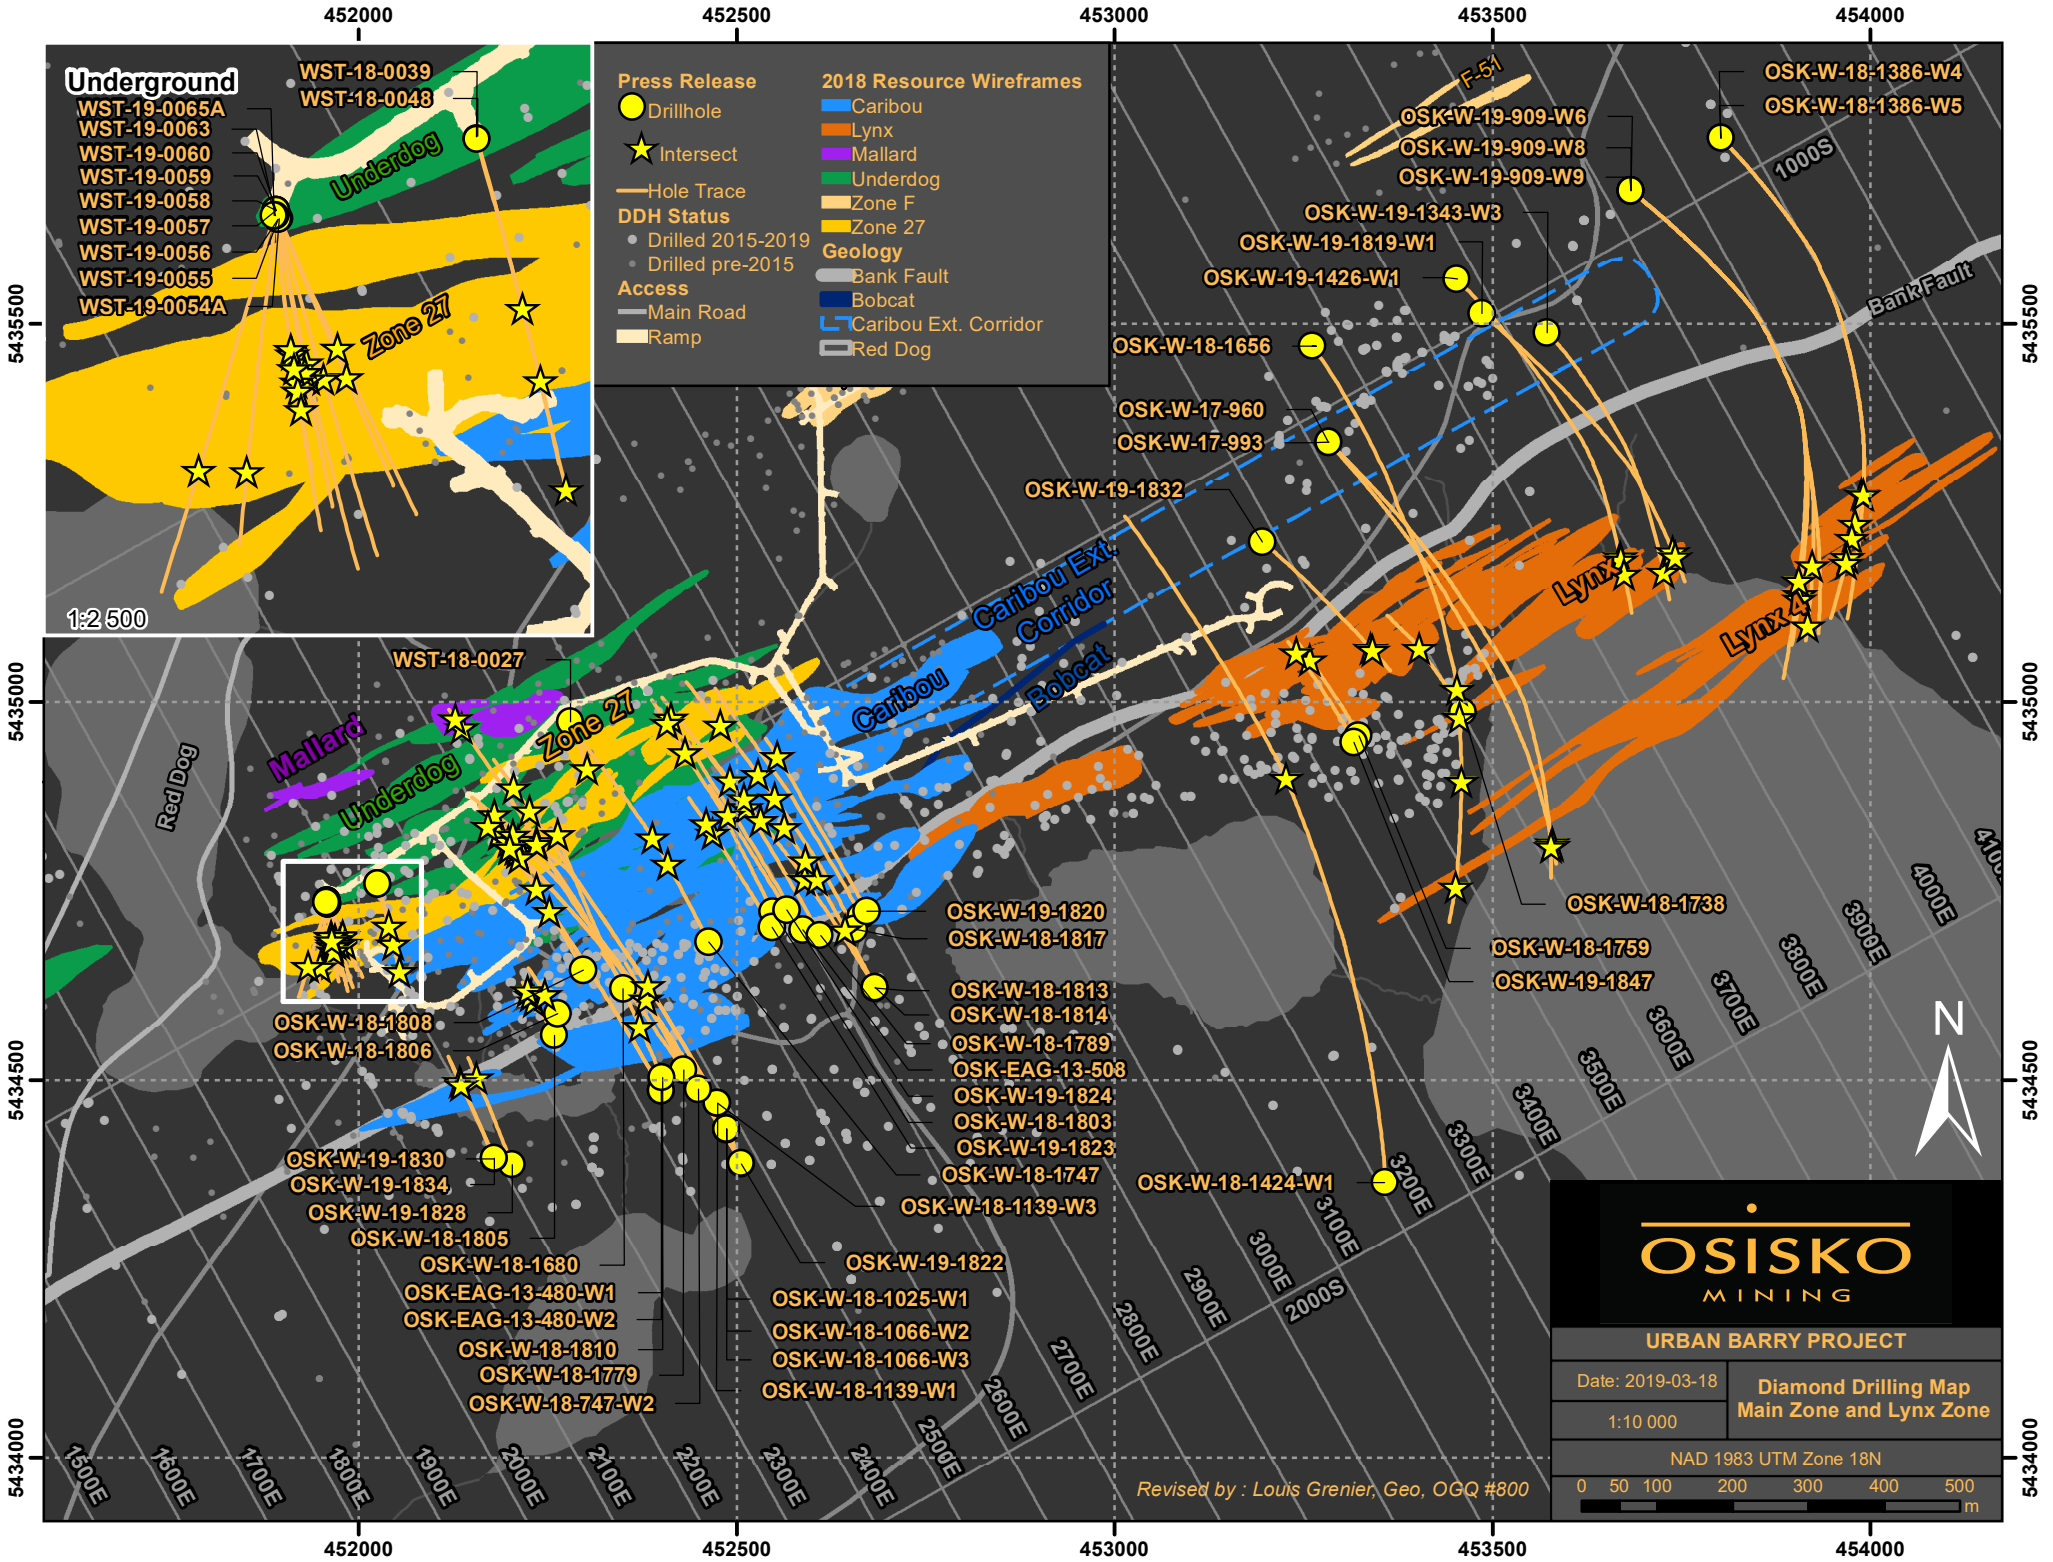 452000
452500
453000
453500
454000
Underground
WST-19-0065A
WST-19-0063
WST-19-0060
WST-19-0059
WST-19-0058
WST-19-0057
WST-19-0056
WST-19-0055
WST-19-0054A
WST-18-0039
WST-18-0048
Underdog
Zone 27
1:2 500
Press Release
Drillhole
Intersect
Hole Trace
DDH Status
Drilled 2015-2019
Drilled pre-2015
Access
Main Road
Ramp
2018 Resource Wireframes
Caribou
Lynx
Mallard
Underdog
Zone F
Zone 27
Geology
Bank Fault
Bobcat
Caribou Ext. Corridor
Red Dog
F-51
OSK-W-18-1386-W4
OSK-W-18-1386-W5
OSK-W-19-909-W6
OSK-W-19-909-W8
OSK-W-19-909-W9
1000S
OSK-W-19-1343-W3
OSK-W-19-1819-W1
OSK-W-19-1426-W1
OSK-W-18-1656
OSK-W-17-960
OSK-W-17-993
OSK-W-19-1832
Bank Fault
5435500
5435500
Caribou Ext.
Corridor
Lynx
Lynx 4
WST-18-0027
Zone 27
Caribou
Bobcat
Mallard
Underdog
Red Dog
5435000
5435000
OSK-W-19-1820
OSK-W-18-1817
OSK-W-18-1813
OSK-W-18-1814
OSK-W-18-1789
OSK-EAG-13-508
OSK-W-19-1824
OSK-W-18-1803
OSK-W-19-1823
OSK-W-18-1747
OSK-W-18-1139-W3
OSK-W-19-1822
OSK-W-18-1025-W1
OSK-W-18-1066-W2
OSK-W-18-1066-W3
OSK-W-18-1139-W1
OSK-W-18-1738
OSK-W-18-1759
OSK-W-19-1847
OSK-W-18-1424-W1
OSK-W-18-1808
OSK-W-18-1806
5434500
5434500
OSK-W-19-1830
OSK-W-19-1834
OSK-W-19-1828
OSK-W-18-1805
OSK-W-18-1680
OSK-EAG-13-480-W1
OSK-EAG-13-480-W2
OSK-W-18-1810
OSK-W-18-1779
OSK-W-18-747-W2
1500E
1600E
1700E
1800E
1900E
2000E
2100E
2200E
2300E
2400E
2500E
2600E
2700E
2800E
2900E
3000E
3100E
3200E
3300E
3400E
3500E
3600E
3700E
3800E
3900E
4000E
2000S
N
5434000
5434000
Revised by : Louis Grenier, Geo, OGQ #800
OSISKO
MINING
URBAN BARRY PROJECT
Date: 2019-03-18
1:10 000
Diamond Drilling Map
Main Zone and Lynx Zone
NAD 1983 UTM Zone 18N
0 50 100 200 300 400 500
m
452000
452500
453000
453500
454000